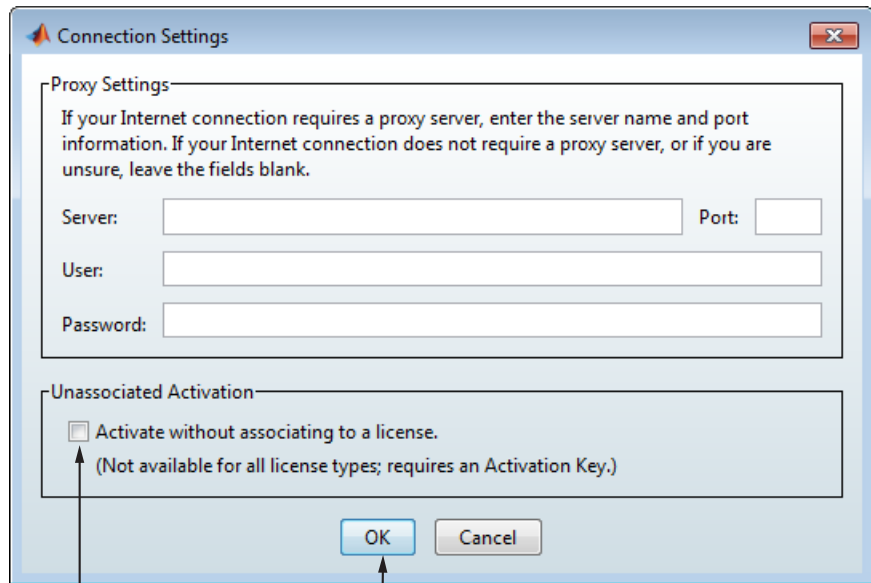 Connection Settings
Proxy Settings
If your Internet connection requires a proxy server, enter the server name and port
information. If your Internet connection does not require a proxy server, or if you are
unsure, leave the fields blank.
Server: Port:
User:
Password:
Unassociated Activation
Activate without associating to a license.
(Not available for all license types; requires an Activation Key.)
OK Cancel